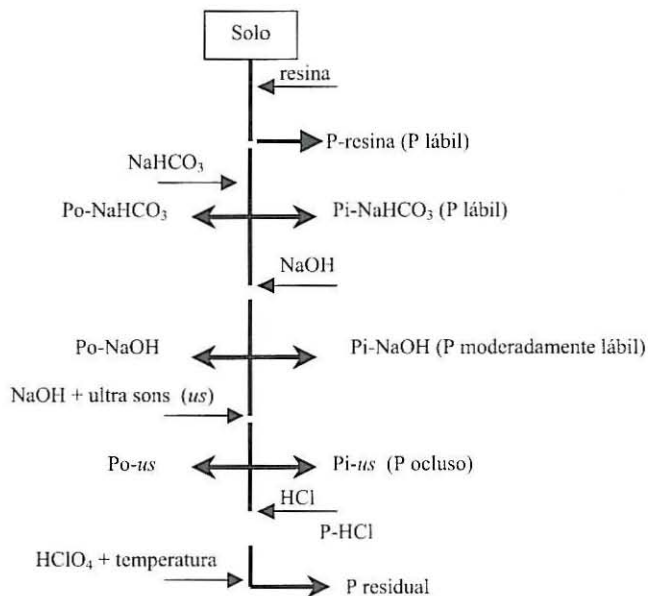 Solo
resina
P-resina (P lábil)
NaHCO₃
Po-NaHCO₃
Pi-NaHCO₃ (P lábil)
NaOH
Po-NaOH
Pi-NaOH (P moderadamente lábil)
NaOH + ultra sons (us)
Po-us
Pi-us (P ocluso)
HCl
P-HCl
HClO₄ + temperatura
P residual